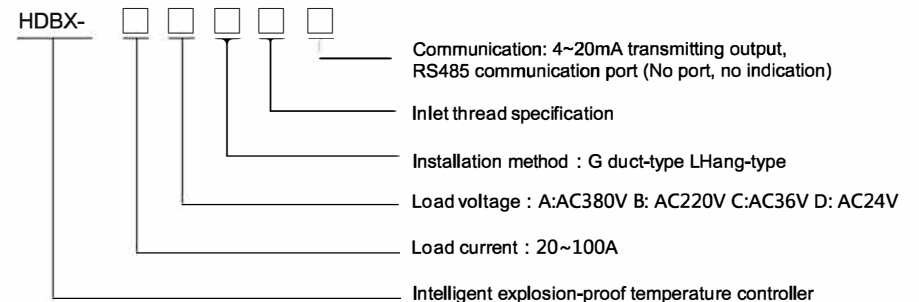 HDBX- □ □ □ □ □
Communication: 4~20mA transmitting output,
RS485 communication port (No port, no indication)
Inlet thread specification
Installation method：G duct-type LHang-type
Load voltage：A:AC380V B: AC220V C:AC36V D: AC24V
Load current：20~100A
Intelligent explosion-proof temperature controller